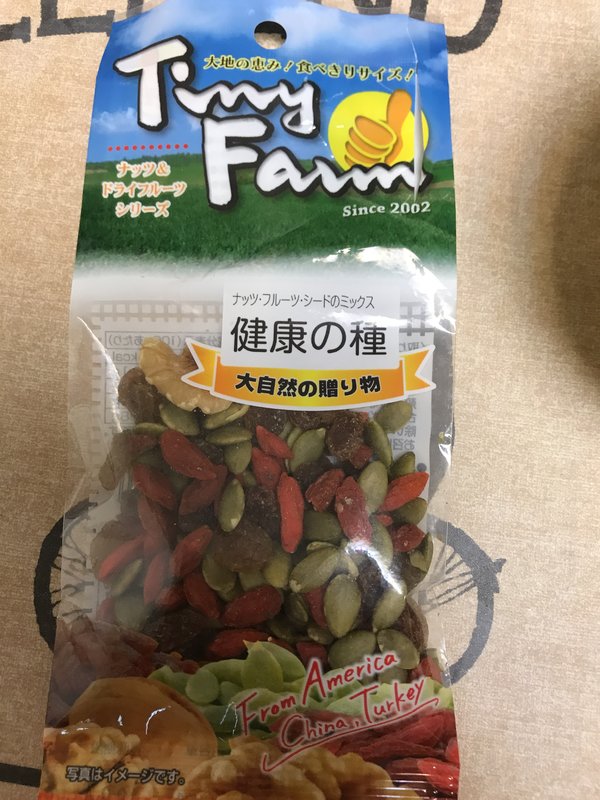 大地の恵み！食べきりサイズ！
Tiny Farm
Since 2002
ナッツ&
ドライフルーツ
シリーズ
ナッツ・フルーツ・シードのミックス
健康の種
大自然の贈り物
From America
China, Turkey
写真はイメージです。